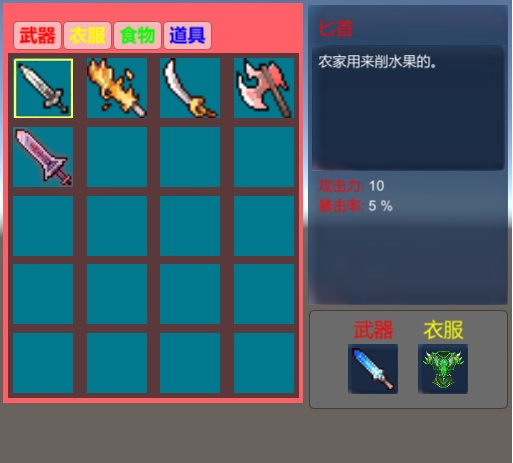 武器 衣服 食物 道具
匕首
农家用来削水果的。
攻击力 10
暴击率 5 %
武器 衣服